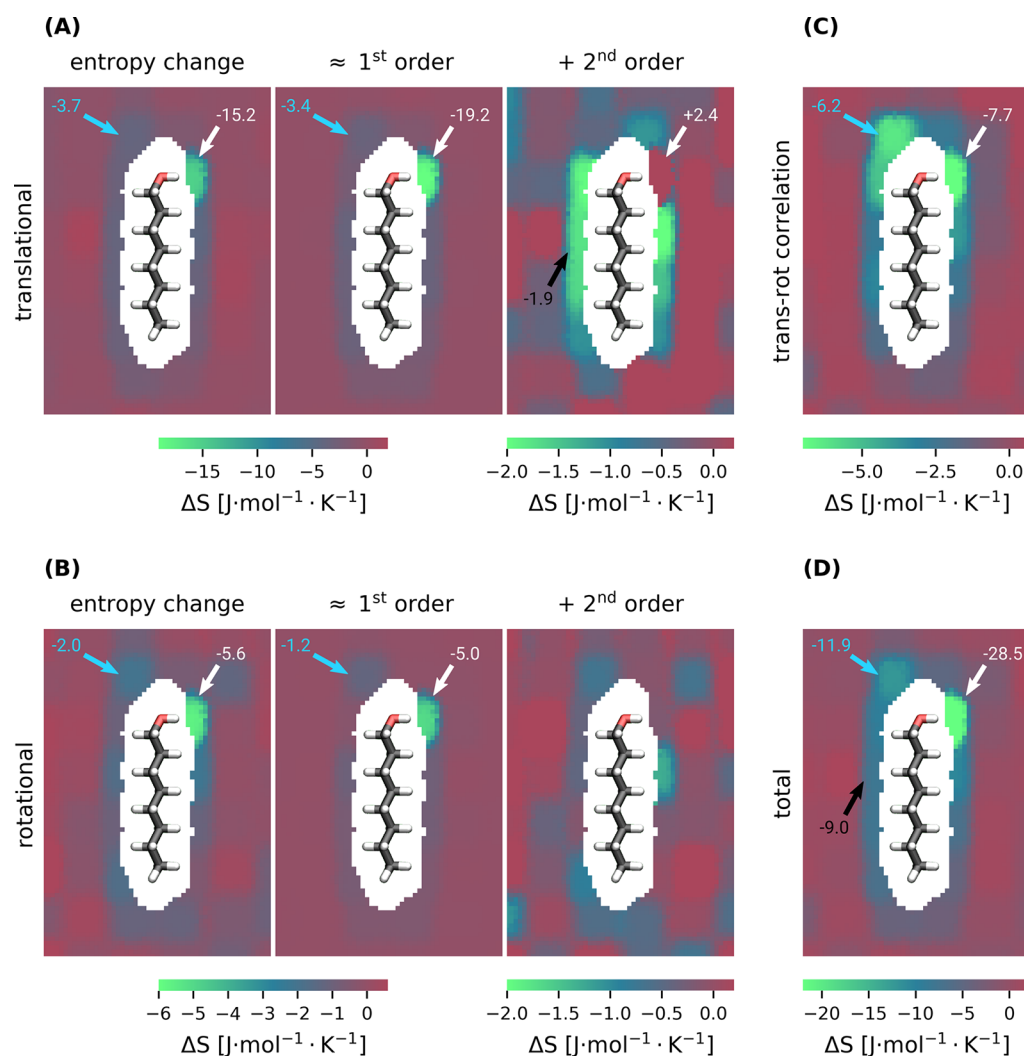 (A)
entropy change
≈ 1st order
+ 2nd order
translational
-3.7
-15.2
-3.4
-19.2
+2.4
-1.9
−15 −10 −5 0
ΔS [J·mol−1 · K−1]
−2.0 −1.5 −1.0 −0.5 0.0
ΔS [J·mol−1 · K−1]
(C)
trans-rot correlation
-6.2
-7.7
−5.0 −2.5 0.0
ΔS [J·mol−1 · K−1]
(B)
entropy change
≈ 1st order
+ 2nd order
rotational
-2.0
-5.6
-1.2
-5.0
−6 −5 −4 −3 −2 −1 0
ΔS [J·mol−1 · K−1]
−2.0 −1.5 −1.0 −0.5 0.0
ΔS [J·mol−1 · K−1]
(D)
total
-11.9
-28.5
-9.0
−20 −15 −10 −5 0
ΔS [J·mol−1 · K−1]